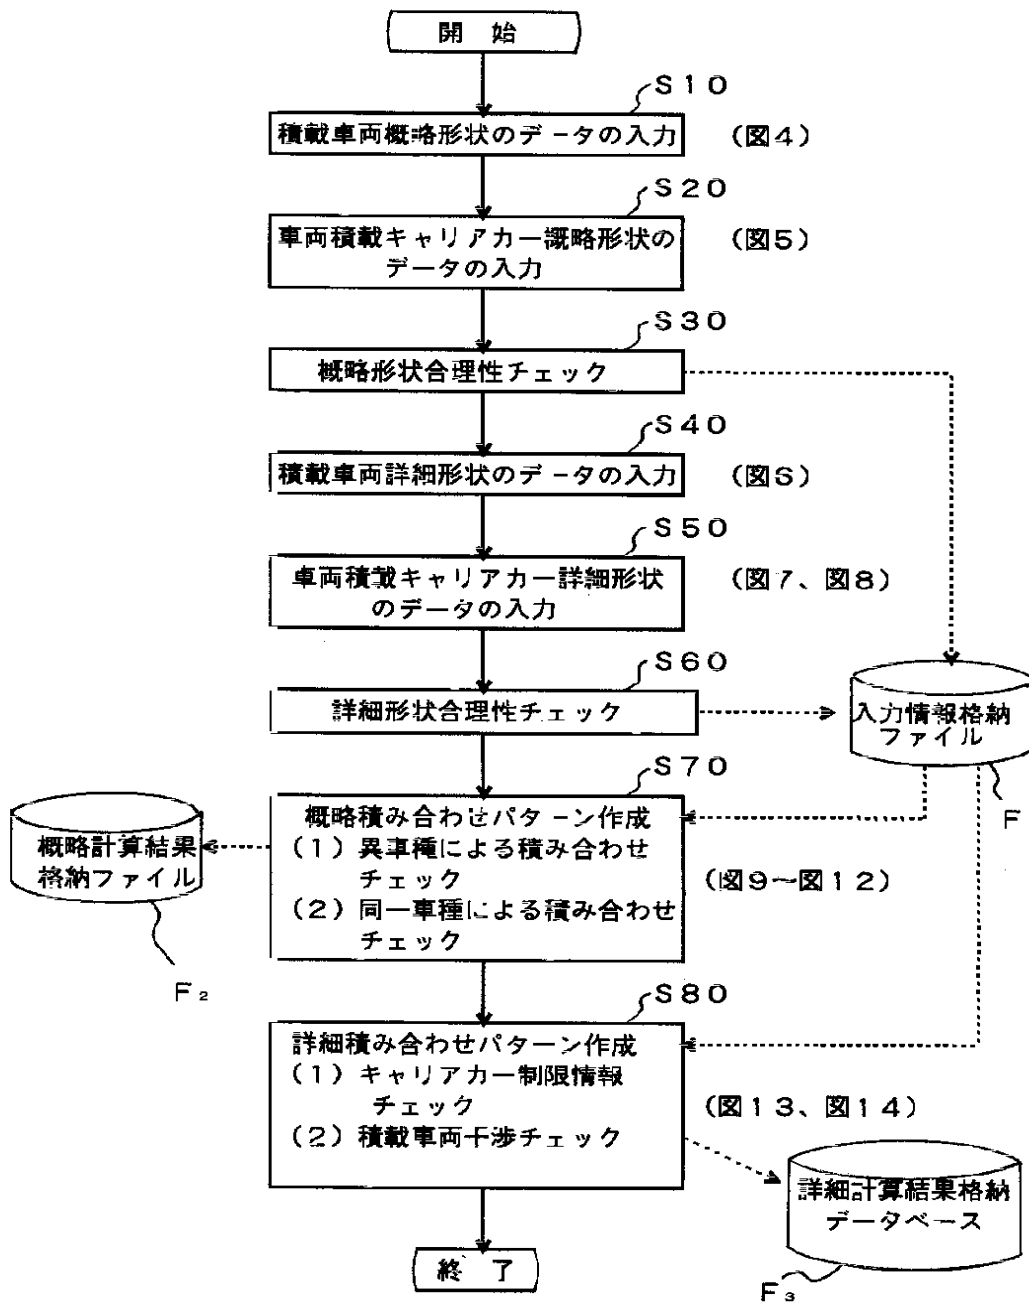 開 始
S10
積載車両概略形状のデータの入力
(図4)
S20
車両積載キャリアカー概略形状の
データの入力
(図5)
S30
概略形状合理性チェック
S40
積載車両詳細形状のデータの入力
(図6)
S50
車両積載キャリアカー詳細形状
のデータの入力
(図7、図8)
S60
詳細形状合理性チェック
入力情報格納
ファイル
F
S70
概略積み合わせパターン作成
(1)異車種による積み合わせ
チェック
(2)同一車種による積み合わせ
チェック
(図9〜図12)
概略計算結果
格納ファイル
F₂
S80
詳細積み合わせパターン作成
(1)キャリアカー制限情報
チェック
(2)積載車両干渉チェック
(図13、図14)
詳細計算結果格納
データベース
F₃
終 了